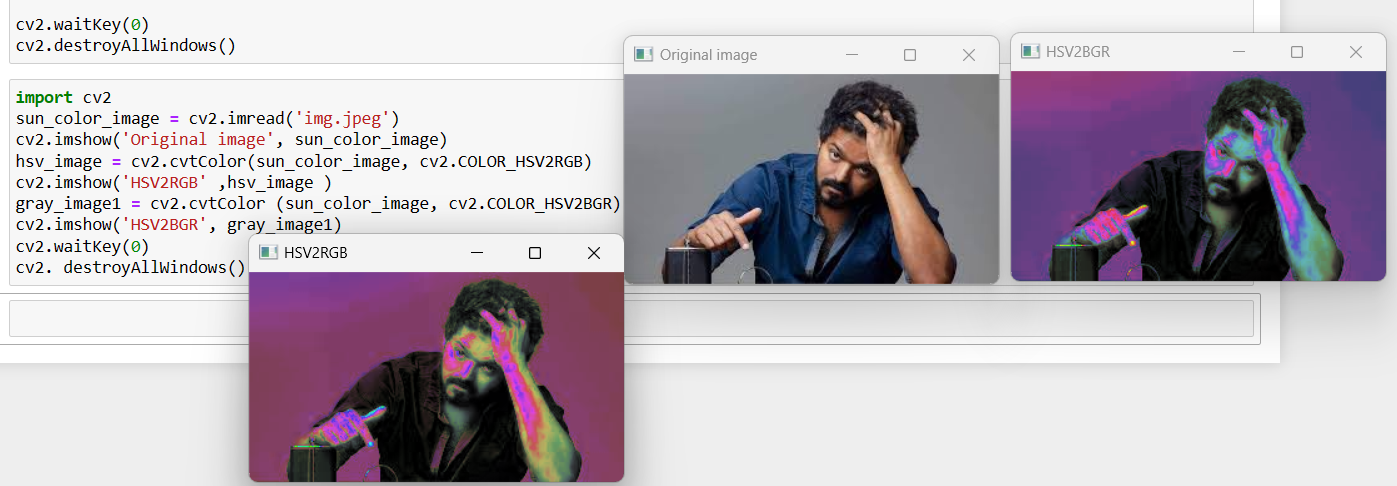 cv2.waitKey(0)
cv2.destroyAllWindows()
import cv2
sun_color_image = cv2.imread('img.jpeg')
cv2.imshow('Original image', sun_color_image)
hsv_image = cv2.cvtColor(sun_color_image, cv2.COLOR_HSV2RGB)
cv2.imshow('HSV2RGB' ,hsv_image )
gray_image1 = cv2.cvtColor (sun_color_image, cv2.COLOR_HSV2BGR)
cv2.imshow('HSV2BGR', gray_image1)
cv2.waitKey(0)
cv2. destroyAllWindows()
Original image
HSV2BGR
HSV2RGB